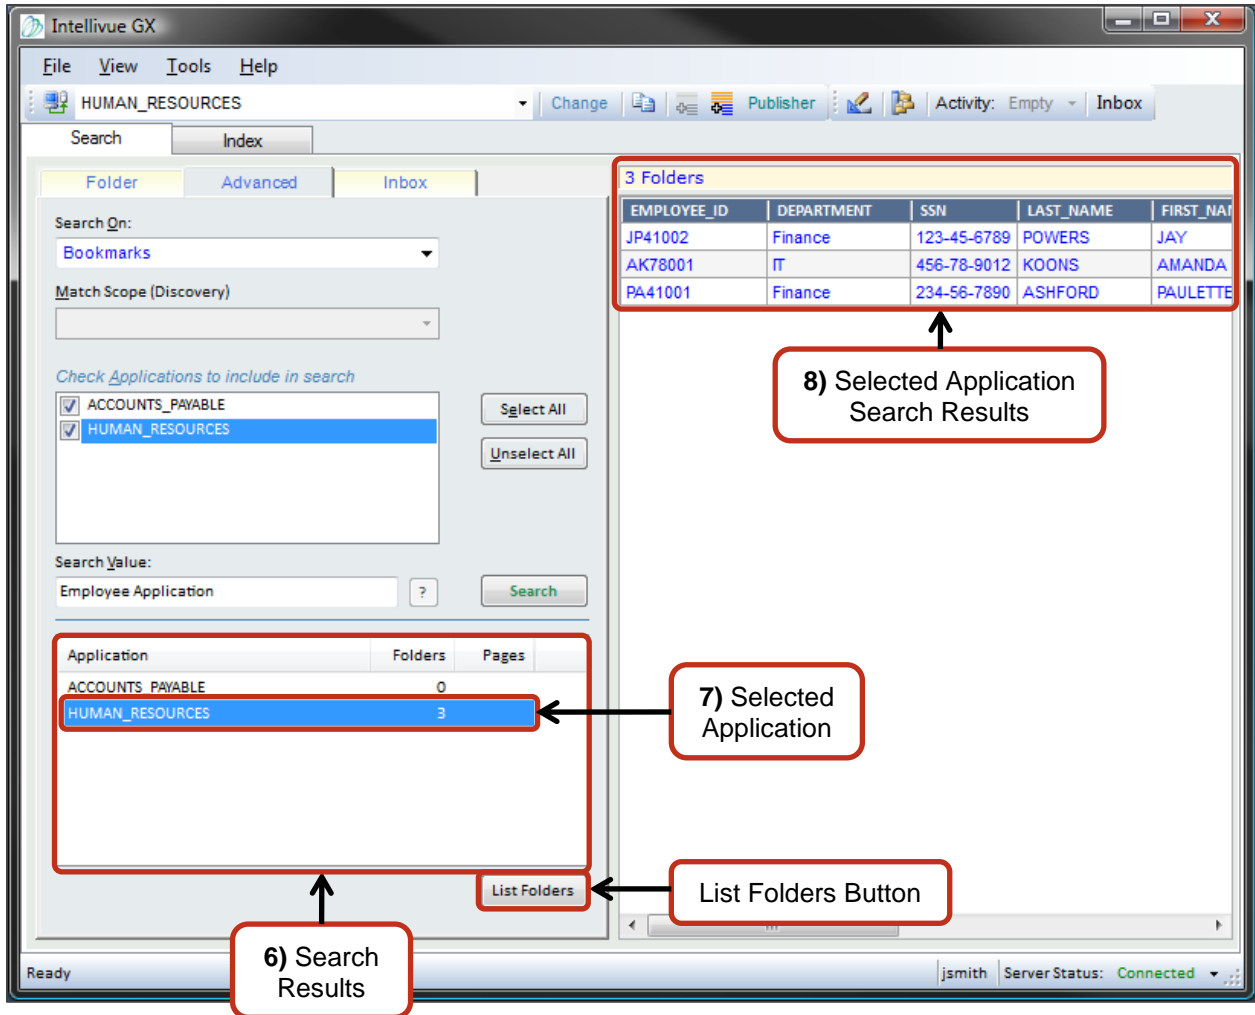 Intellivue GX
File View Tools Help
HUMAN_RESOURCES Change Publisher Activity: Empty Inbox
Search Index
Folder Advanced Inbox
Search On:
Bookmarks
Match Scope (Discovery)
Check Applications to include in search
ACCOUNTS_PAYABLE
HUMAN_RESOURCES
Select All
Unselect All
Search Value:
Employee Application ? Search
Application Folders Pages
ACCOUNTS_PAYABLE 0
HUMAN_RESOURCES 3
List Folders
3 Folders
EMPLOYEE_ID DEPARTMENT SSN LAST_NAME FIRST_NAM
JP41002 Finance 123-45-6789 POWERS JAY
AK78001 IT 456-78-9012 KOONS AMANDA
PA41001 Finance 234-56-7890 ASHFORD PAULETTE
8) Selected Application
Search Results
7) Selected
Application
List Folders Button
6) Search
Results
Ready jsmith Server Status: Connected